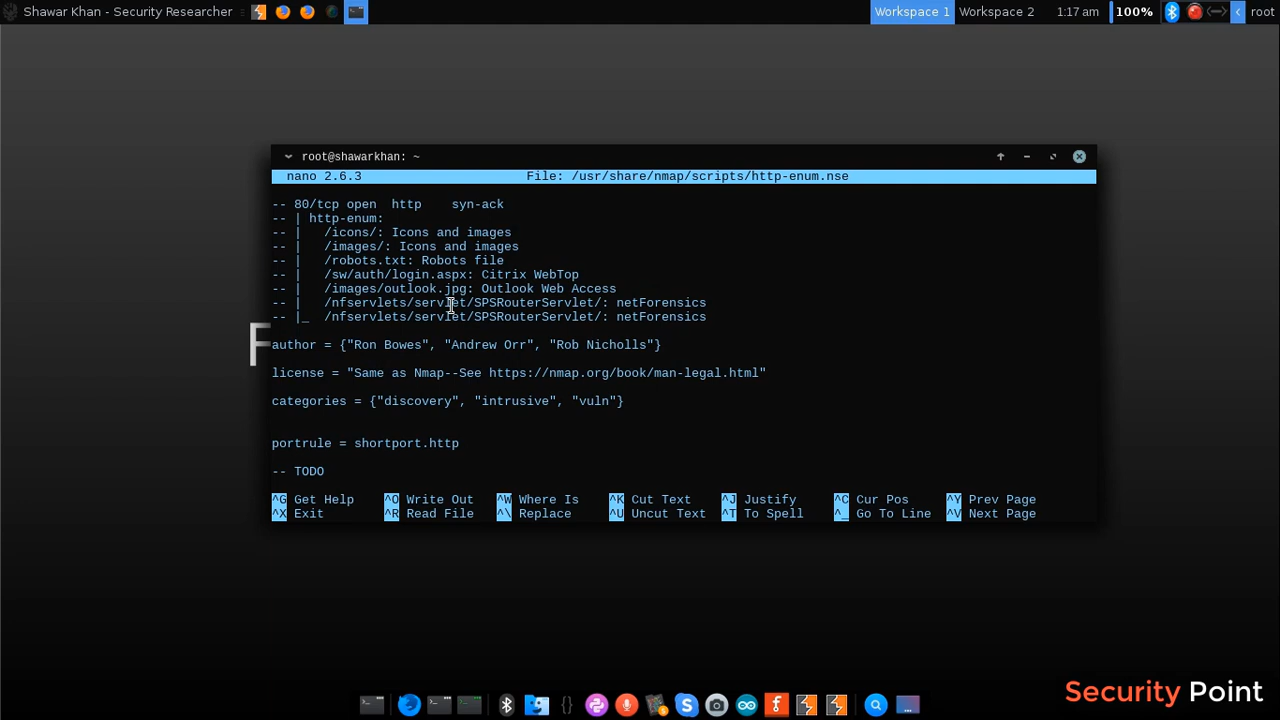 Shawar Khan - Security Researcher Workspace 1 Workspace 2 1:17 am 100% root
root@shawarkhan: ~
nano 2.6.3 File: /usr/share/nmap/scripts/http-enum.nse
-- 80/tcp open  http    syn-ack
-- | http-enum:
-- |   /icons/: Icons and images
-- |   /images/: Icons and images
-- |   /robots.txt: Robots file
-- |   /sw/auth/login.aspx: Citrix WebTop
-- |   /images/outlook.jpg: Outlook Web Access
-- |   /nfservlets/servlet/SPSRouterServlet/: netForensics
-- |_  /nfservlets/servlet/SPSRouterServlet/: netForensics
F
author = {"Ron Bowes", "Andrew Orr", "Rob Nicholls"}
license = "Same as Nmap--See https://nmap.org/book/man-legal.html"
categories = {"discovery", "intrusive", "vuln"}
portrule = shortport.http
-- TODO
^G Get Help ^O Write Out ^W Where Is ^K Cut Text ^J Justify ^C Cur Pos ^Y Prev Page
^X Exit ^R Read File ^\ Replace ^U Uncut Text ^T To Spell ^_ Go To Line ^V Next Page
Security Point